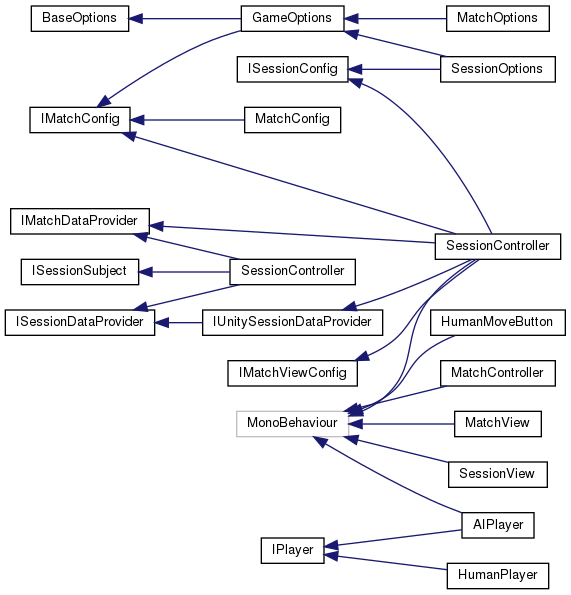 BaseOptions
GameOptions
MatchOptions
ISessionConfig
SessionOptions
IMatchConfig
MatchConfig
IMatchDataProvider
SessionController
ISessionSubject
SessionController
ISessionDataProvider
IUnitySessionDataProvider
HumanMoveButton
IMatchViewConfig
MatchController
MonoBehaviour
MatchView
SessionView
AIPlayer
IPlayer
HumanPlayer